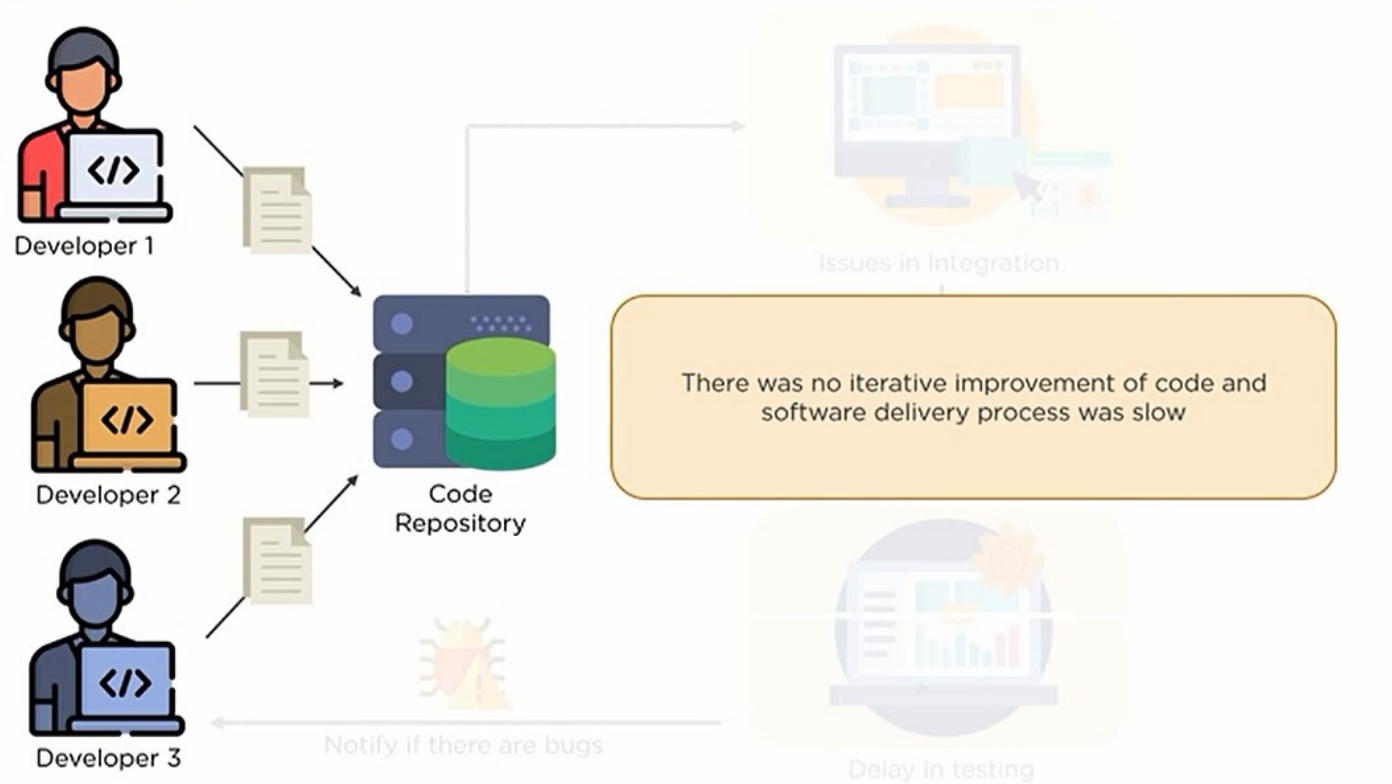 Developer 1
Developer 2
Developer 3
Code
Repository
Issues in Integration
There was no iterative improvement of code and
software delivery process was slow
Notify if there are bugs
Delay in testing